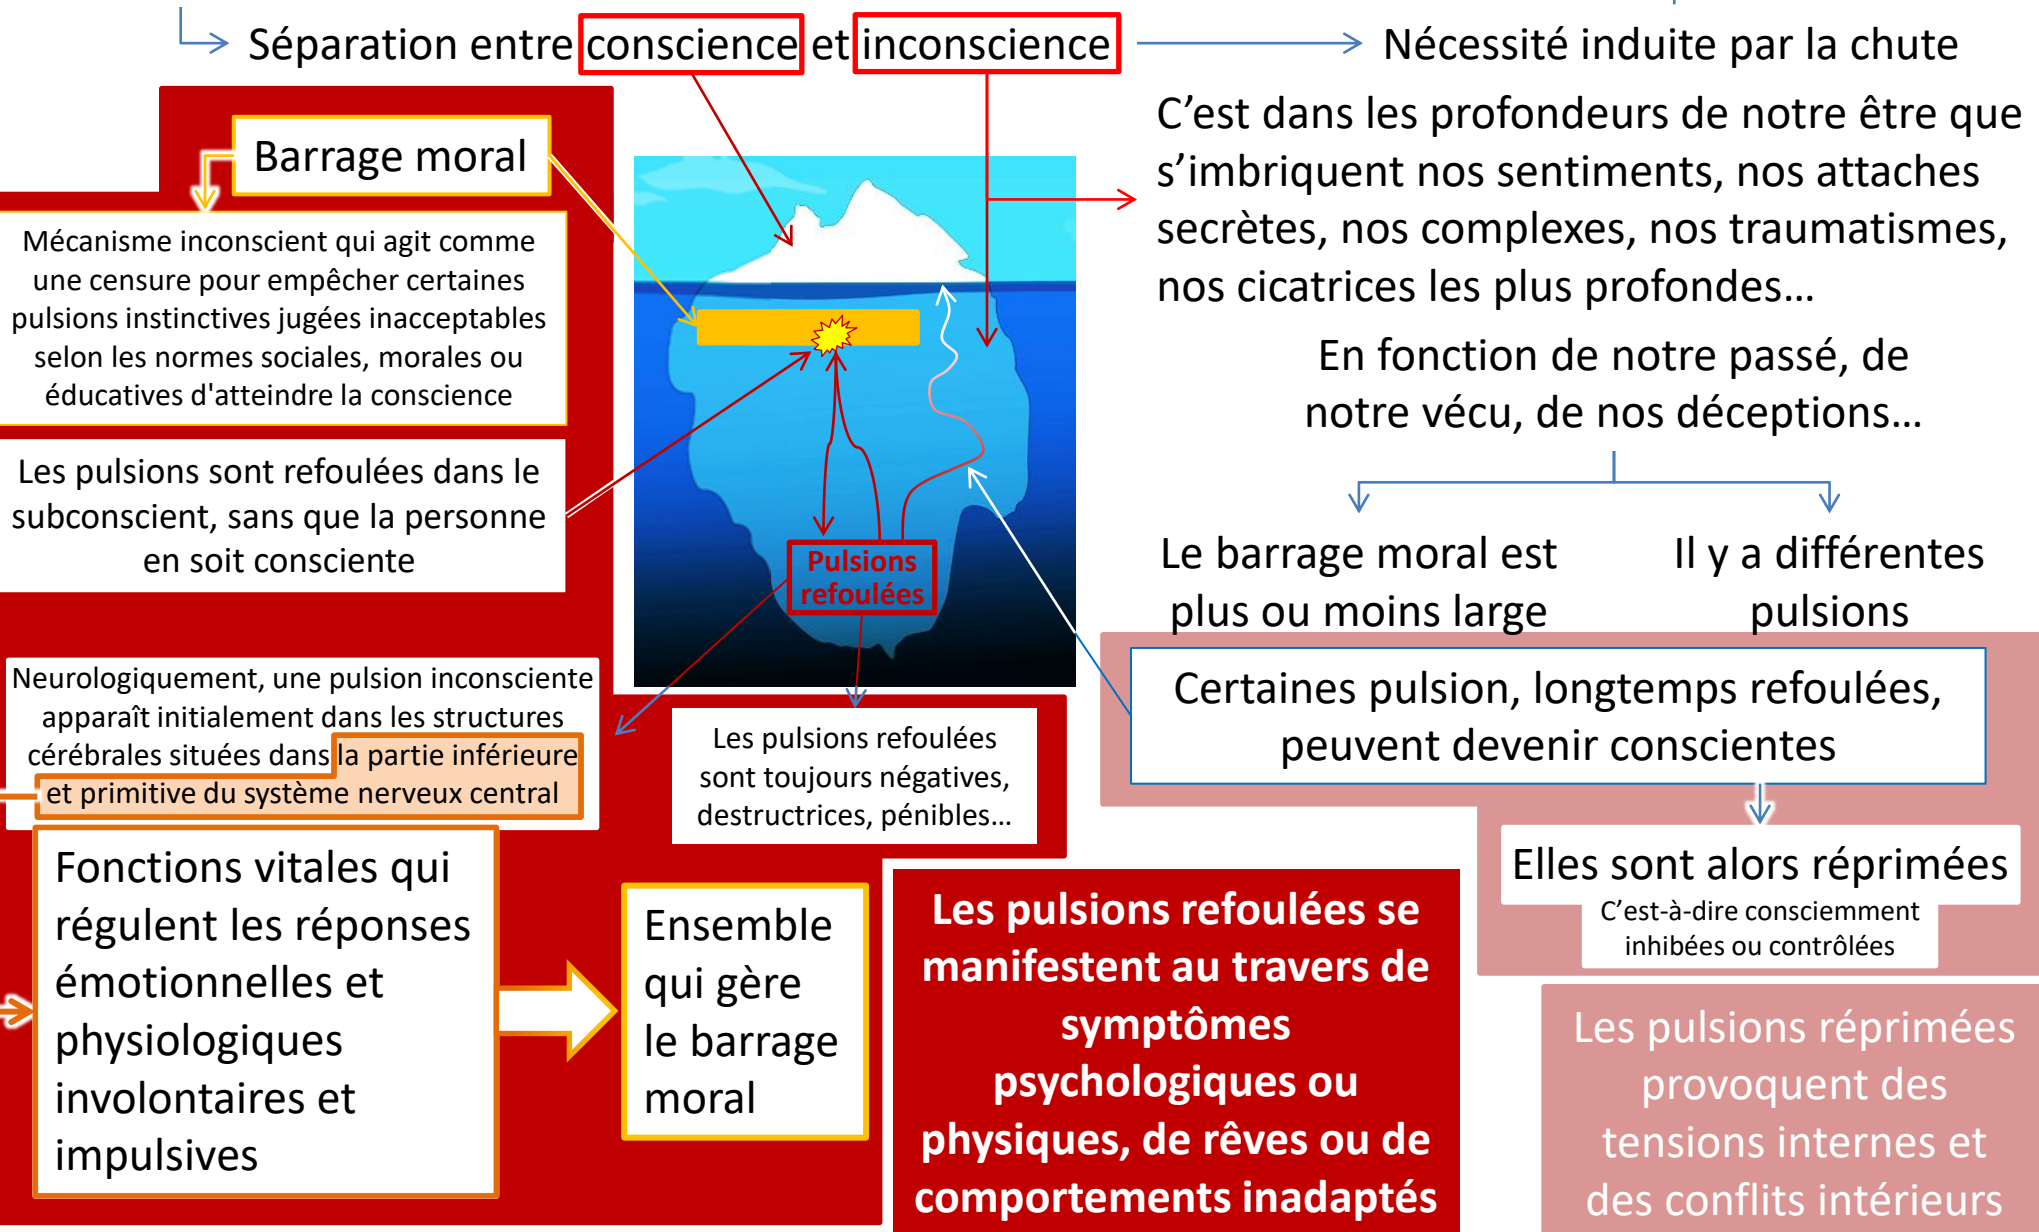 Séparation entre conscience et inconscience
Nécessité induite par la chute
Barrage moral
Mécanisme inconscient qui agit comme
une censure pour empêcher certaines
pulsions instinctives jugées inacceptables
selon les normes sociales, morales ou
éducatives d'atteindre la conscience
Les pulsions sont refoulées dans le
subconscient, sans que la personne
en soit consciente
C’est dans les profondeurs de notre être que
s’imbriquent nos sentiments, nos attaches
secrètes, nos complexes, nos traumatismes,
nos cicatrices les plus profondes…
En fonction de notre passé, de
notre vécu, de nos déceptions…
Le barrage moral est
plus ou moins large
Il y a différentes
pulsions
Pulsions
refoulées
Neurologiquement, une pulsion inconsciente
apparaît initialement dans les structures
cérébrales situées dans la partie inférieure
et primitive du système nerveux central
Les pulsions refoulées
sont toujours négatives,
destructrices, pénibles…
Certaines pulsion, longtemps refoulées,
peuvent devenir conscientes
Elles sont alors réprimées
C’est-à-dire consciemment
inhibées ou contrôlées
Fonctions vitales qui
régulent les réponses
émotionnelles et
physiologiques
involontaires et
impulsives
Ensemble
qui gère
le barrage
moral
Les pulsions refoulées se
manifestent au travers de
symptômes
psychologiques ou
physiques, de rêves ou de
comportements inadaptés
Les pulsions réprimées
provoquent des
tensions internes et
des conflits intérieurs